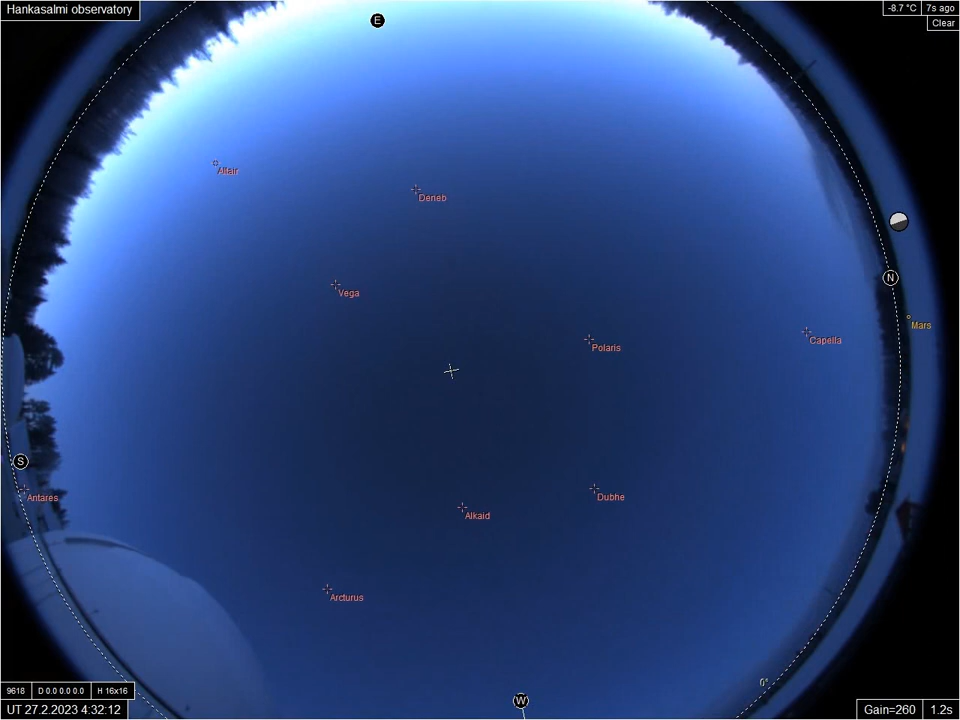 Hankasalmi observatory
E
-8.7 °C 7s ago
Clear
Altair
Deneb
N
Vega
Mars
Polaris
Capella
S
Antares
Dubhe
Alkaid
Arcturus
0°
9618 D 0.0 0.0 0.0 H 16x16
W
UT 27.2.2023 4:32:12
Gain=260 1.2s